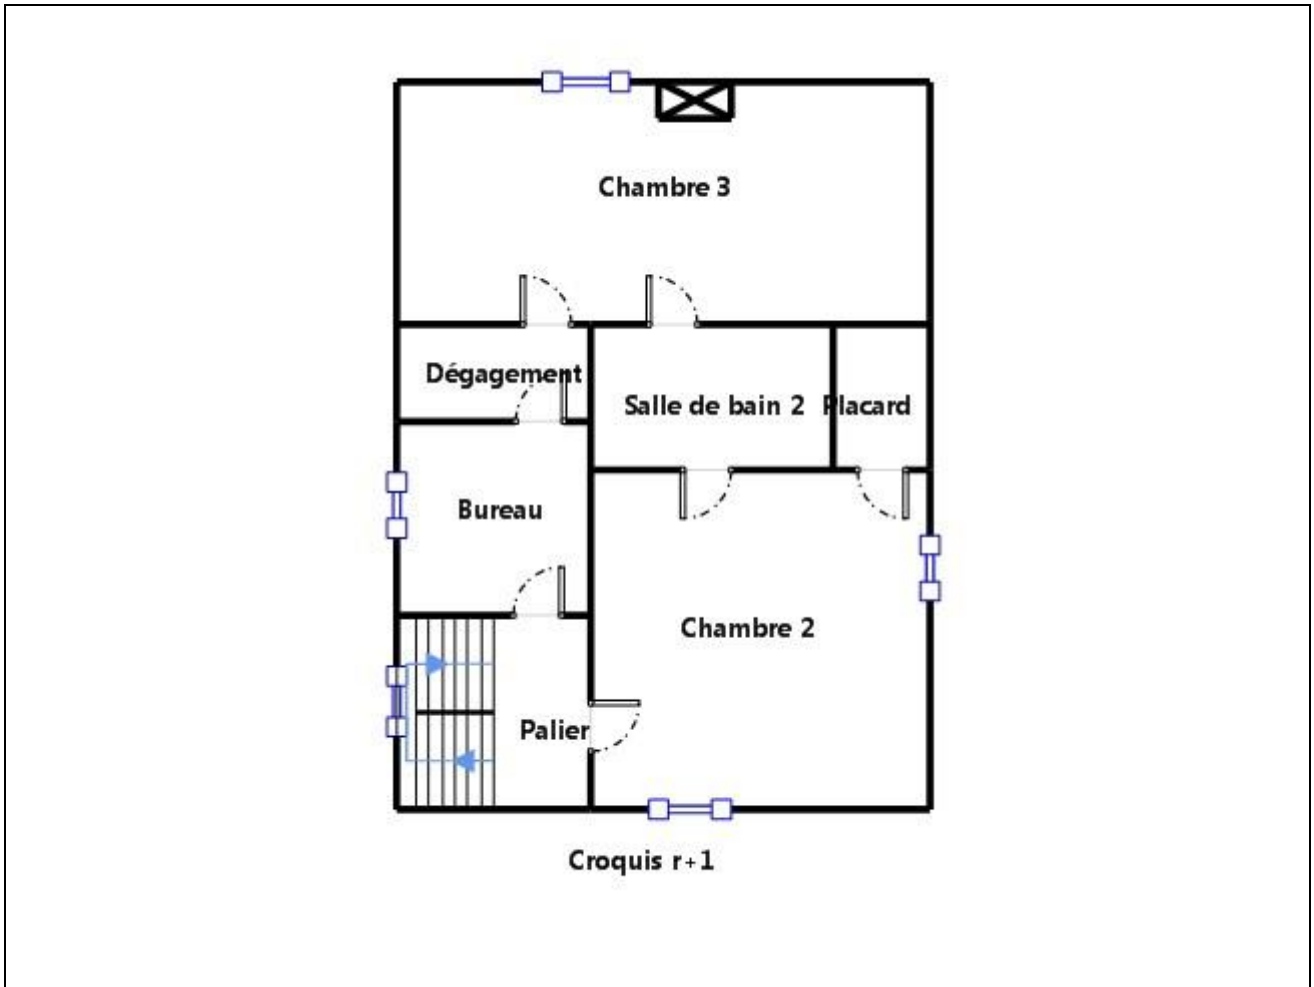 Chambre 3
Dégagement
Salle de bain 2
Placard
Bureau
Chambre 2
Palier
Croquis r+1